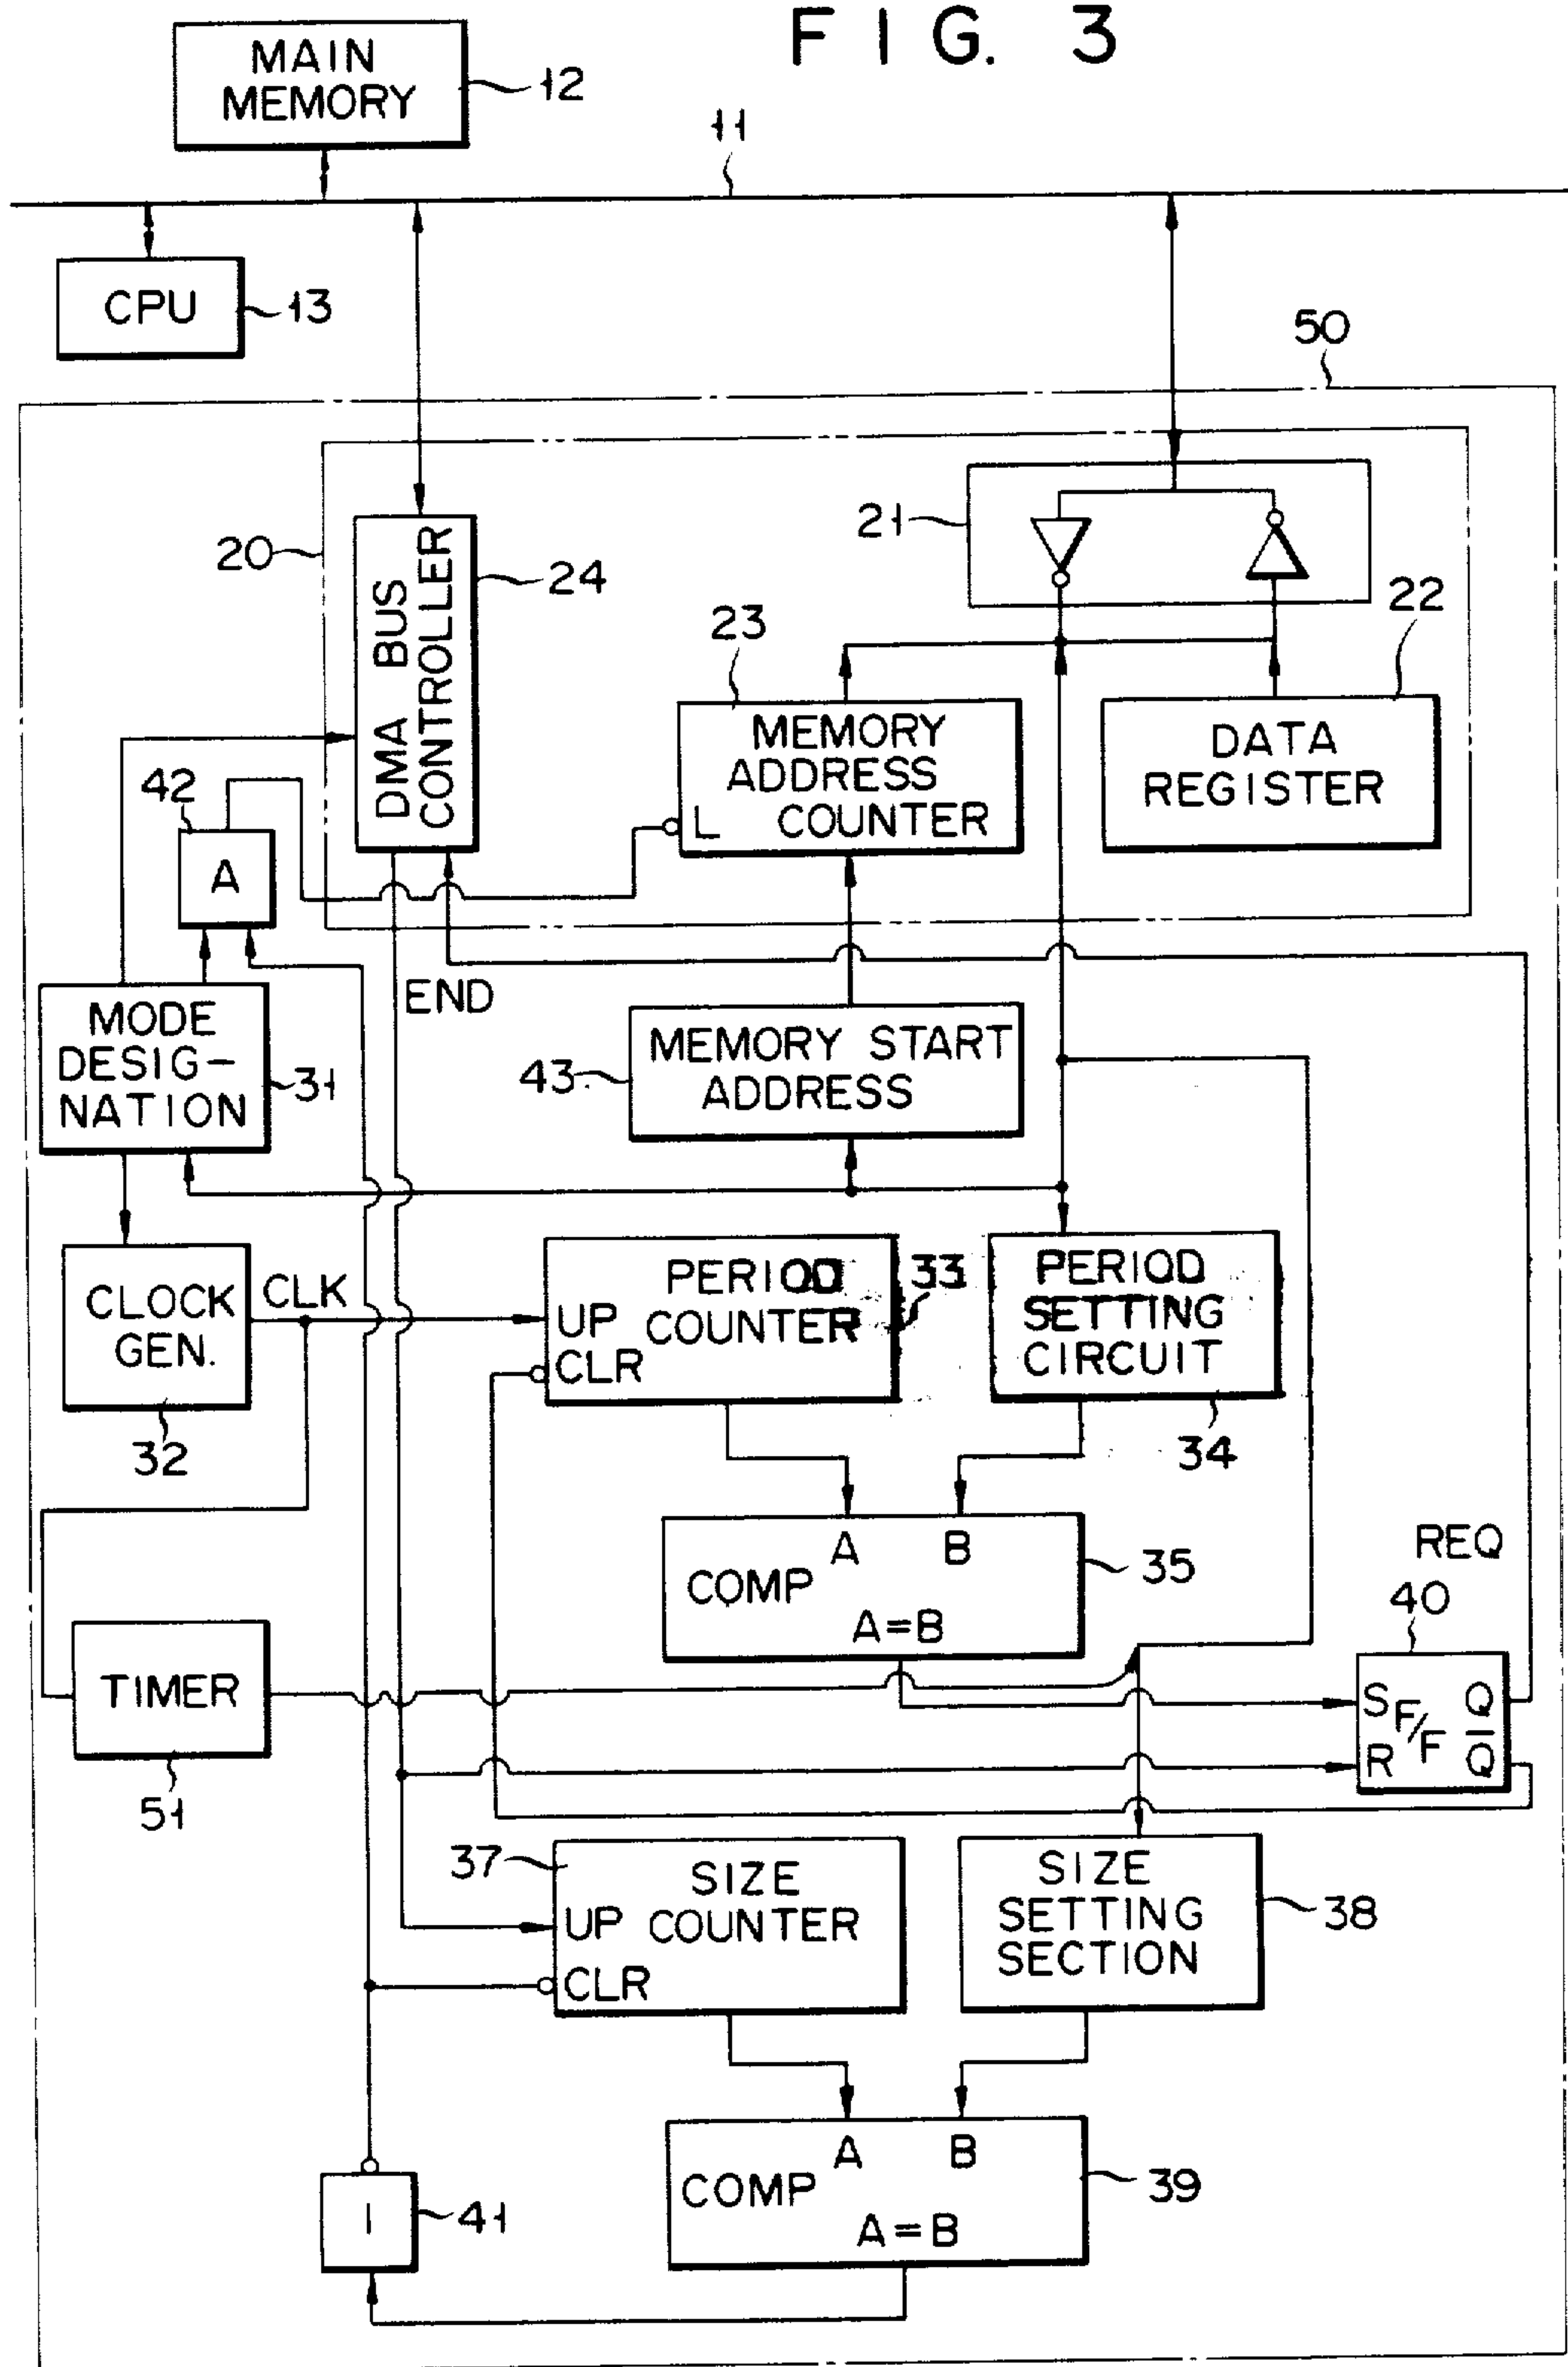 FIG. 3
MAIN
MEMORY
12
11
CPU
13
50
20
DMA BUS
CONTROLLER
24
21
22
23
MEMORY
ADDRESS
L COUNTER
DATA
REGISTER
42
A
END
MODE
DESIG-
NATION
31
MEMORY START
ADDRESS
43
CLOCK
GEN.
32
CLK
PERIOD
UP COUNTER
CLR
33
PERIOD
SETTING
CIRCUIT
34
A B
COMP
A=B
35
REQ
40
S Q
F/F
R Q̅
TIMER
51
37
SIZE
UP COUNTER
CLR
SIZE
SETTING
SECTION
38
A B
COMP
A=B
39
I
41